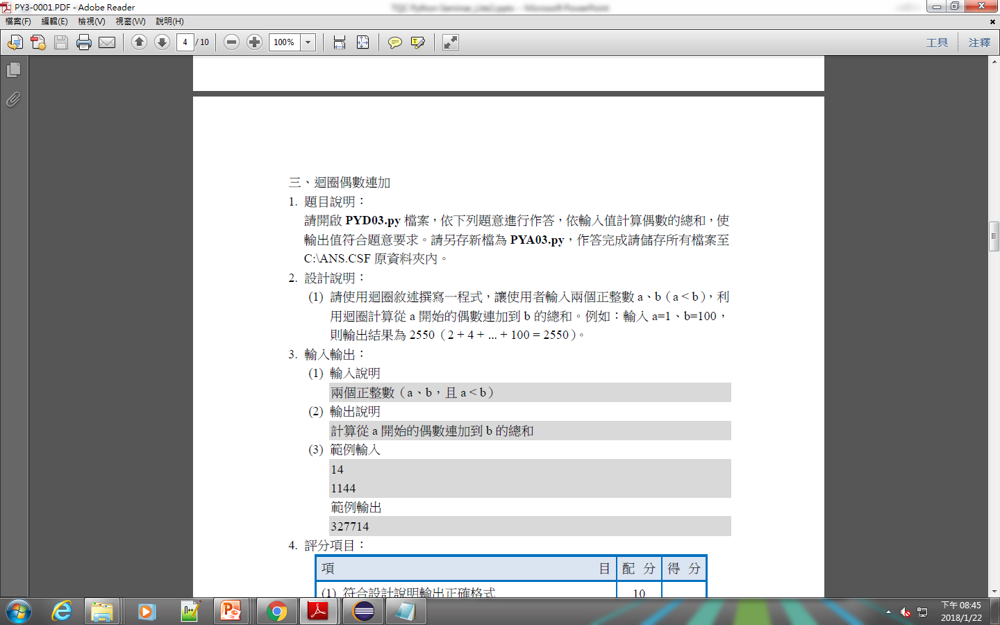 PY3-0001.PDF - Adobe Reader
檔案(F) 編輯(E) 檢視(V) 視窗(W) 說明(H)
4 / 10 100% 工具 注釋
三、迴圈偶數連加
1. 題目說明：
請開啟 PYD03.py 檔案，依下列題意進行作答，依輸入值計算偶數的總和，使
輸出值符合題意要求。請另存新檔為 PYA03.py，作答完成請儲存所有檔案至
C:\ANS.CSF 原資料夾內。
2. 設計說明：
(1) 請使用迴圈敘述撰寫一程式，讓使用者輸入兩個正整數 a、b（a < b），利
用迴圈計算從 a 開始的偶數連加到 b 的總和。例如：輸入 a=1、b=100，
則輸出結果為 2550（2 + 4 + ... + 100 = 2550）。
3. 輸入輸出：
(1) 輸入說明
兩個正整數（a、b，且 a < b）
(2) 輸出說明
計算從 a 開始的偶數連加到 b 的總和
(3) 範例輸入
14
1144
範例輸出
327714
4. 評分項目：
項 目 配 分 得 分
(1) 符合設計說明輸出正確格式 10
下午 08:45
2018/1/22